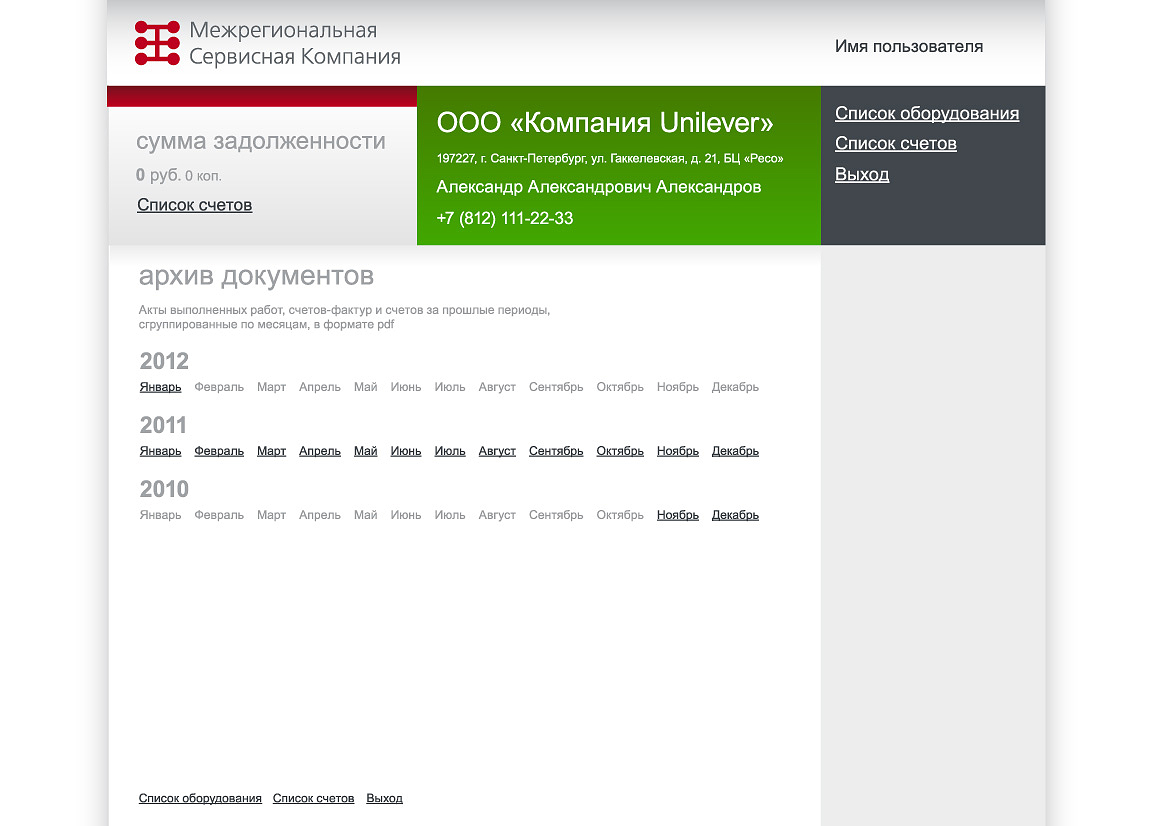 Межрегиональная
Сервисная Компания
Имя пользователя
сумма задолженности
0 руб. 0 коп.
Список счетов
ООО «Компания Unilever»
197227, г. Санкт-Петербург, ул. Гаккелевская, д. 21, БЦ «Ресо»
Александр Александрович Александров
+7 (812) 111-22-33
Список оборудования
Список счетов
Выход
архив документов
Акты выполненных работ, счетов-фактур и счетов за прошлые периоды,
сгруппированные по месяцам, в формате pdf
2012
Январь Февраль Март Апрель Май Июнь Июль Август Сентябрь Октябрь Ноябрь Декабрь
2011
Январь Февраль Март Апрель Май Июнь Июль Август Сентябрь Октябрь Ноябрь Декабрь
2010
Январь Февраль Март Апрель Май Июнь Июль Август Сентябрь Октябрь Ноябрь Декабрь
Список оборудования Список счетов Выход